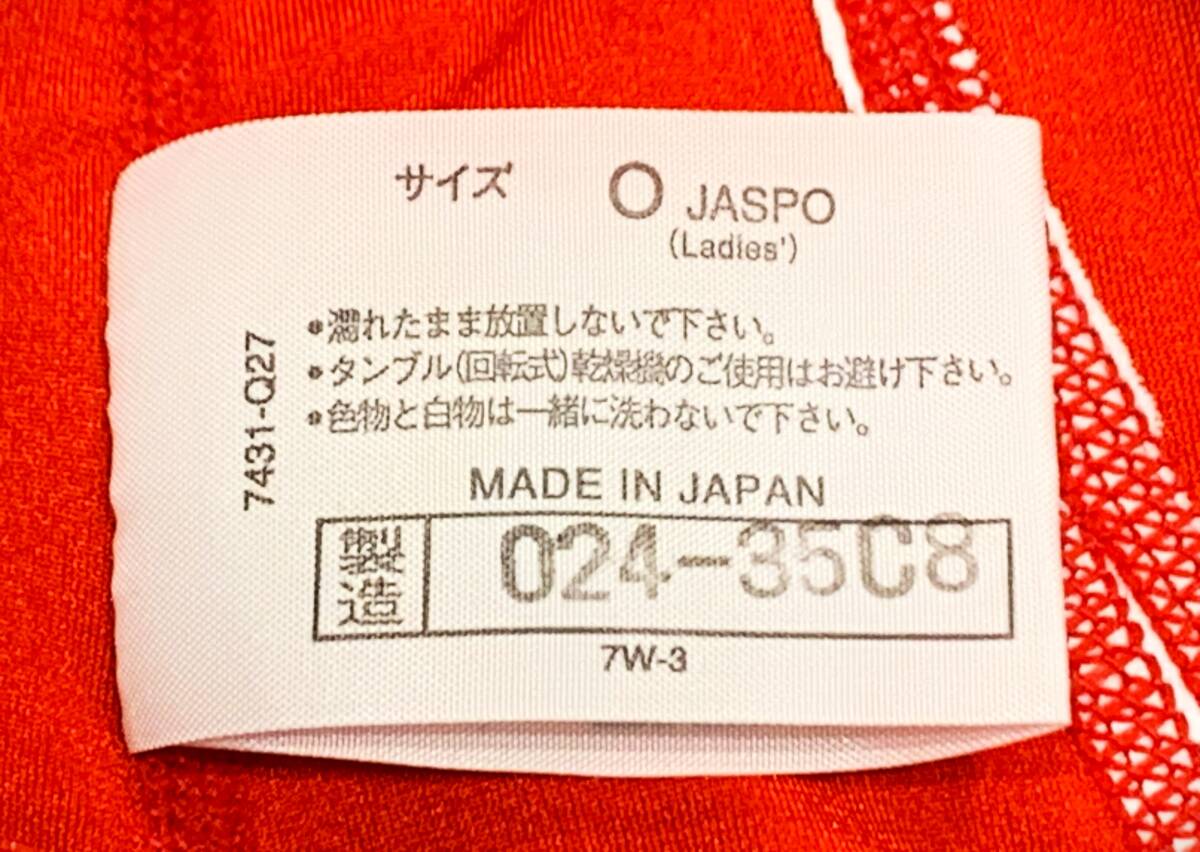 サイズ O JASPO
(Ladies')
•濡れたまま放置しないで下さい。
•タンブル(回転式)乾燥機のご使用はお避け下さい。
•色物と白物は一緒に洗わないで下さい。
7431-Q27
MADE IN JAPAN
製造 024-35C8
7W-3